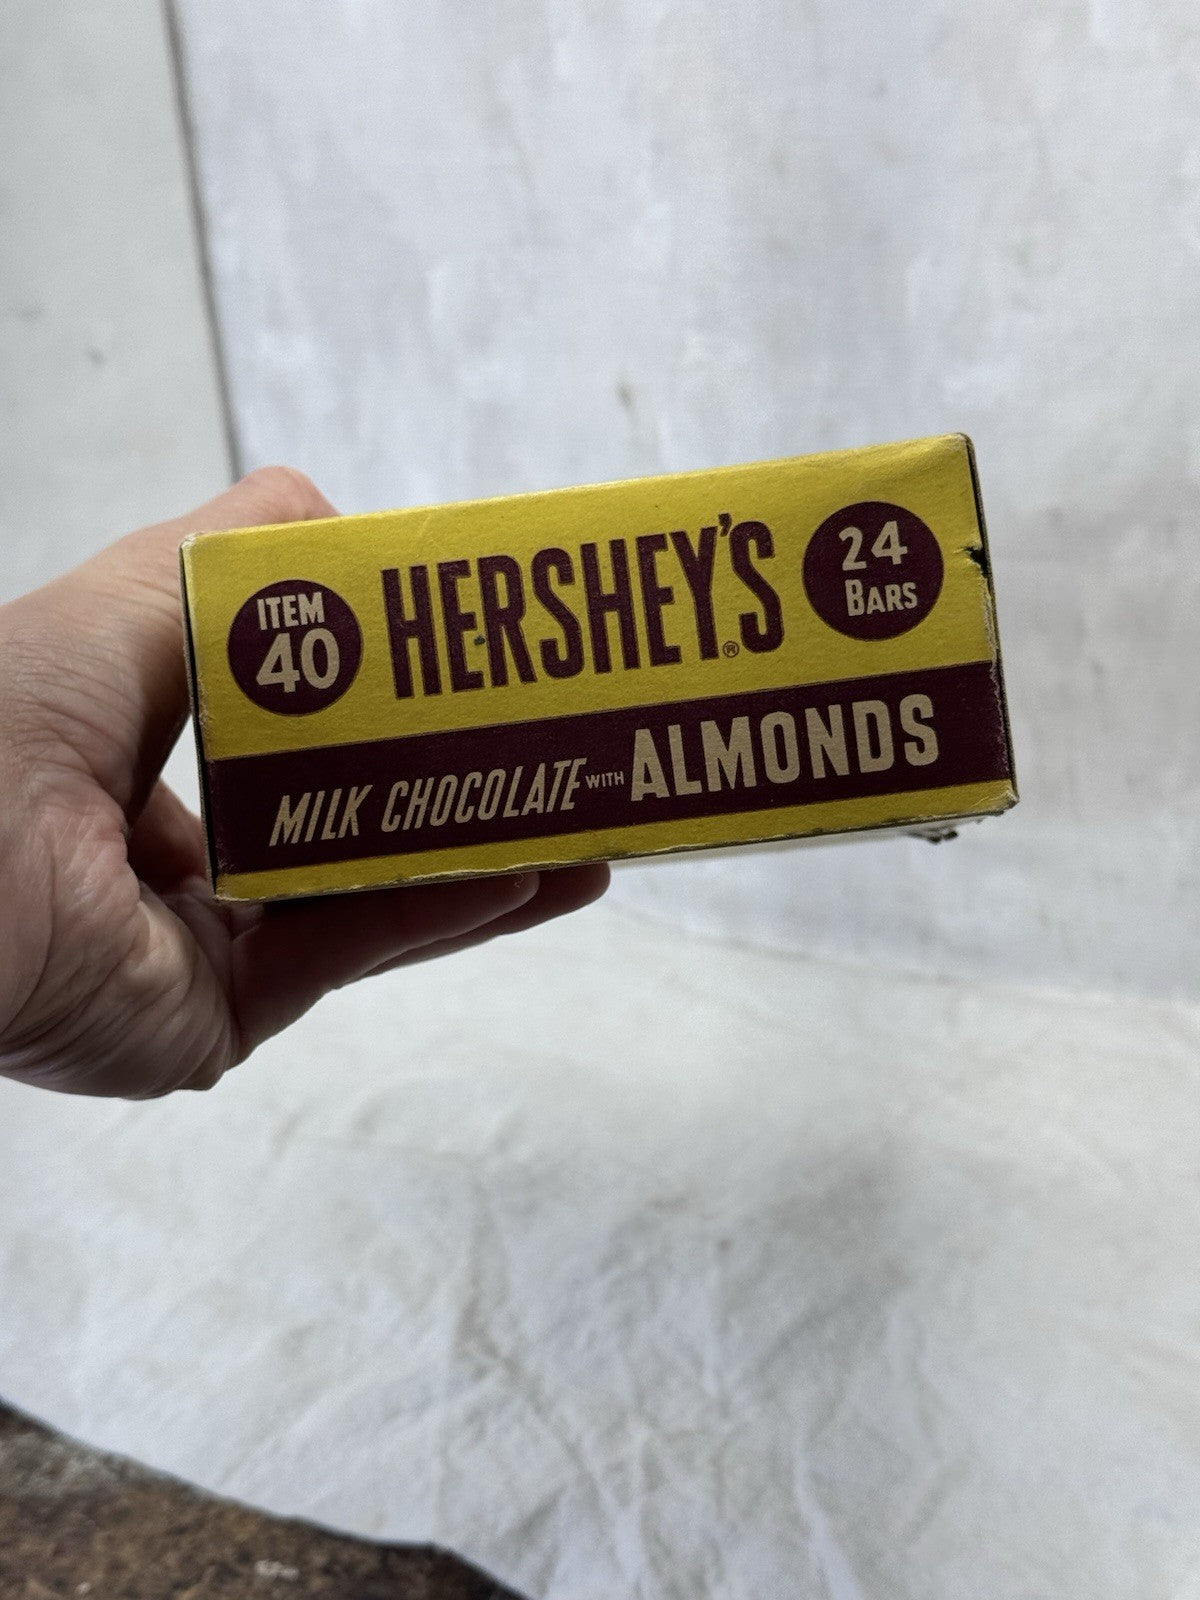 ITEM
40
HERSHEY'S®
24
BARS
MILK CHOCOLATE WITH ALMONDS